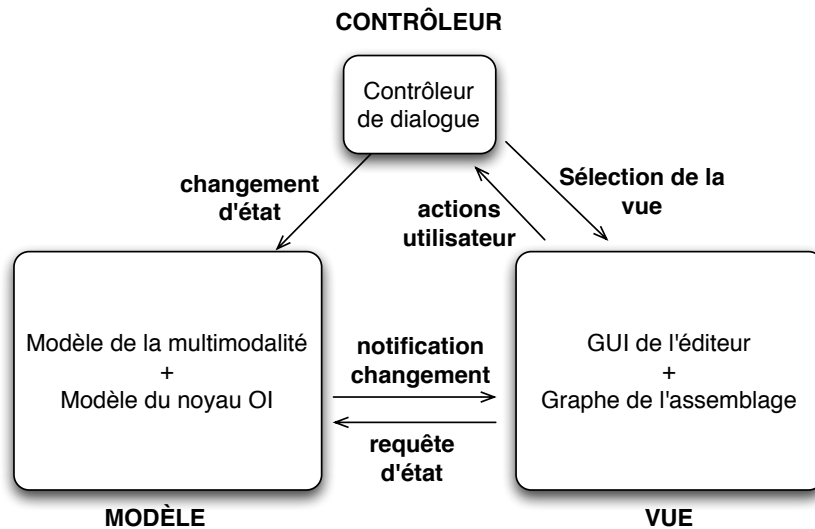 CONTRÔLEUR
Contrôleur
de dialogue
changement
d'état
actions
utilisateur
Sélection de la
vue
Modèle de la multimodalité
+
Modèle du noyau OI
notification
changement
requête
d'état
GUI de l'éditeur
+
Graphe de l'assemblage
MODÈLE
VUE